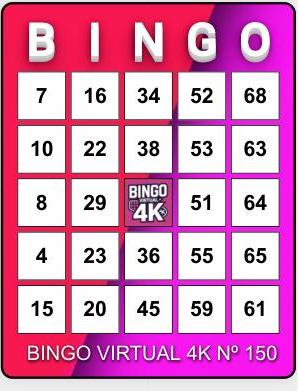 B I N G O
7 16 34 52 68
10 22 38 53 63
8 29 BINGO VIRTUAL 4K 51 64
4 23 36 55 65
15 20 45 59 61
BINGO VIRTUAL 4K Nº 150